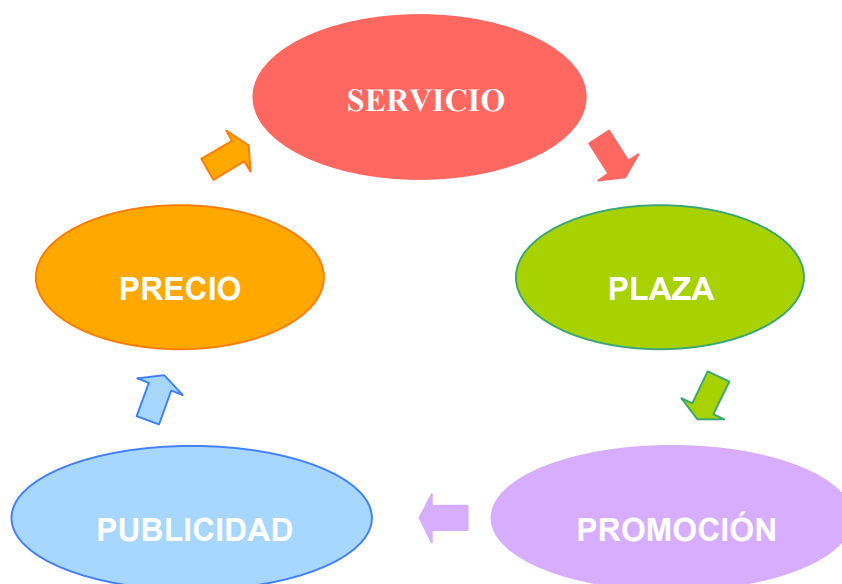 SERVICIO
PRECIO
PLAZA
PUBLICIDAD
PROMOCIÓN